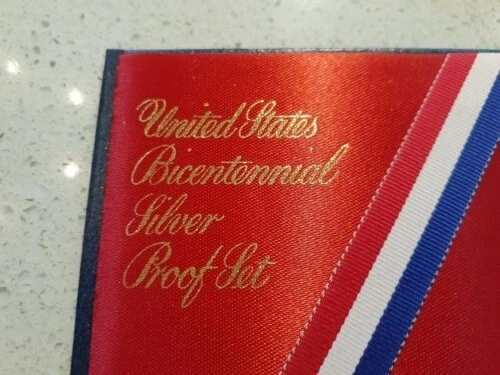 United States
Bicentennial
Silver
Proof Set